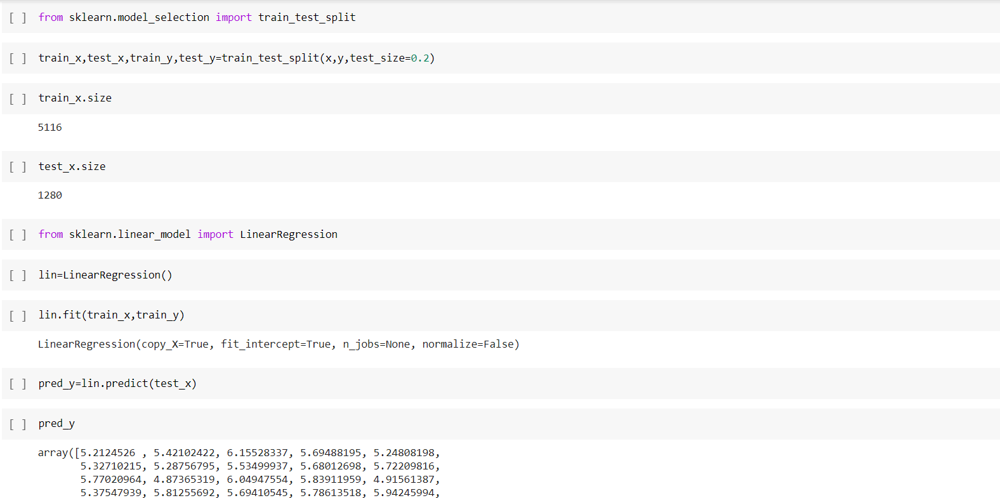 [ ] from sklearn.model_selection import train_test_split
[ ] train_x,test_x,train_y,test_y=train_test_split(x,y,test_size=0.2)
[ ] train_x.size
5116
[ ] test_x.size
1280
[ ] from sklearn.linear_model import LinearRegression
[ ] lin=LinearRegression()
[ ] lin.fit(train_x,train_y)
LinearRegression(copy_X=True, fit_intercept=True, n_jobs=None, normalize=False)
[ ] pred_y=lin.predict(test_x)
[ ] pred_y
array([5.2124526 , 5.42102422, 6.15528337, 5.69488195, 5.24808198,
5.32710215, 5.28756795, 5.53499937, 5.68012698, 5.72209816,
5.77020964, 4.87365319, 6.04947554, 5.83911959, 4.91561387,
5.37547939, 5.81255692, 5.69410545, 5.78613518, 5.94245994,